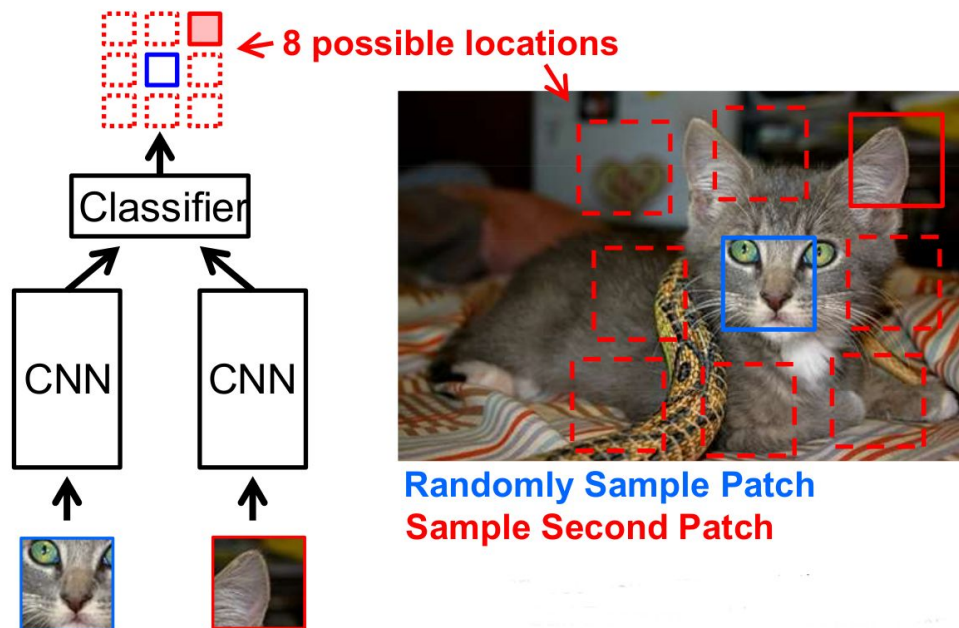 8 possible locations
Classifier
CNN
CNN
Randomly Sample Patch
Sample Second Patch